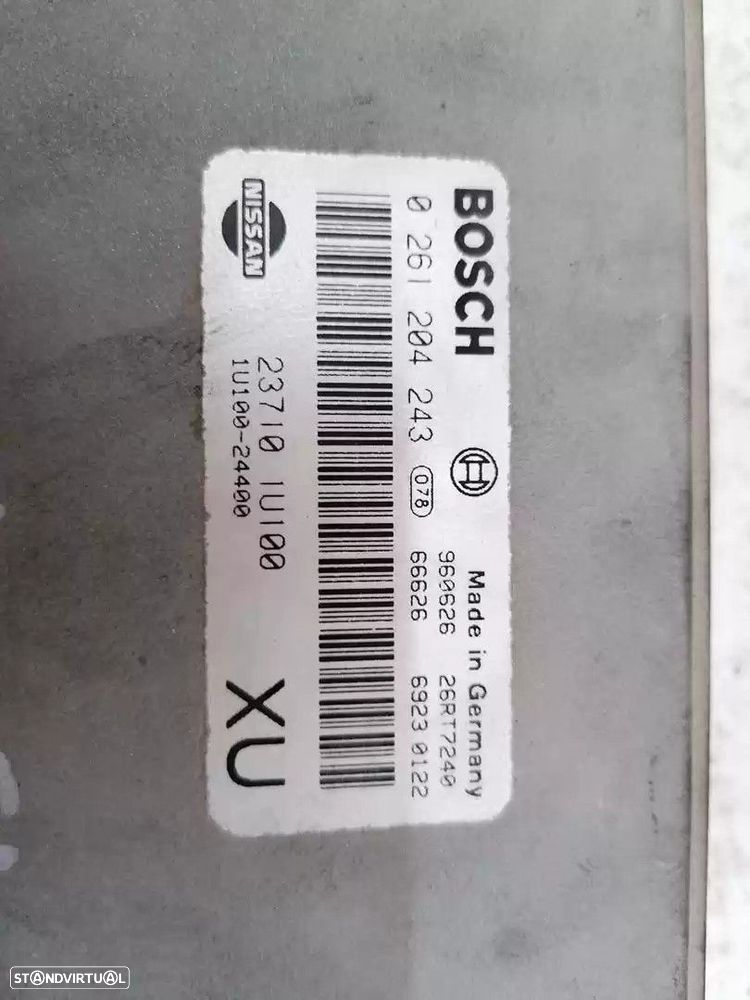 BOSCH
Made in Germany
960626 26RT7240
0 261 204 243 078 66626 6923 0122
NISSAN
23710 1U100
1U100-24400
XU
STANDVIRTUAL